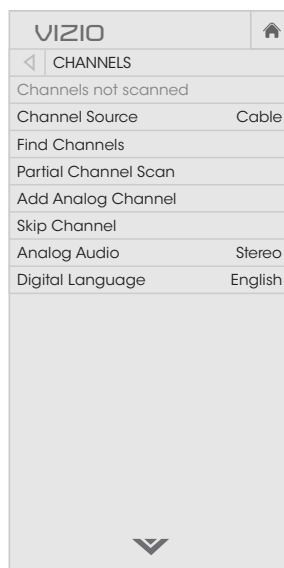 VIZIO
CHANNELS
Channels not scanned
Channel Source Cable
Find Channels
Partial Channel Scan
Add Analog Channel
Skip Channel
Analog Audio Stereo
Digital Language English